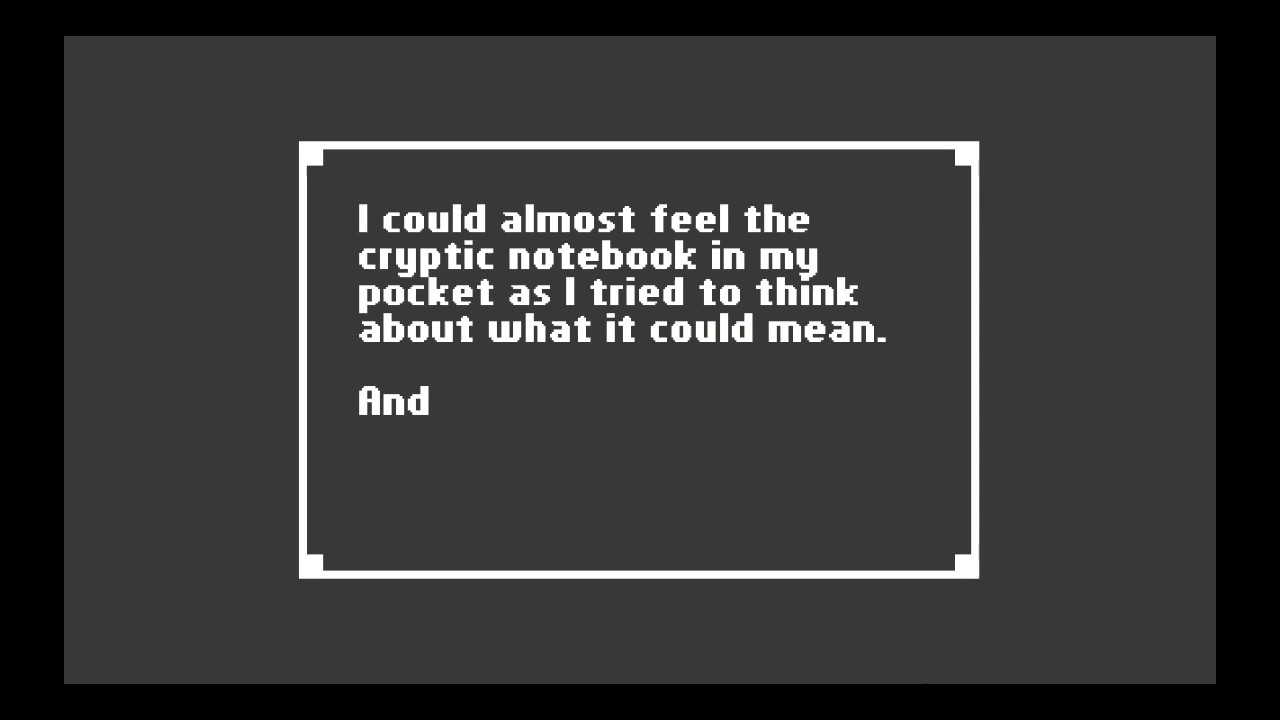 I could almost feel the
cryptic notebook in my
pocket as I tried to think
about what it could mean.
And